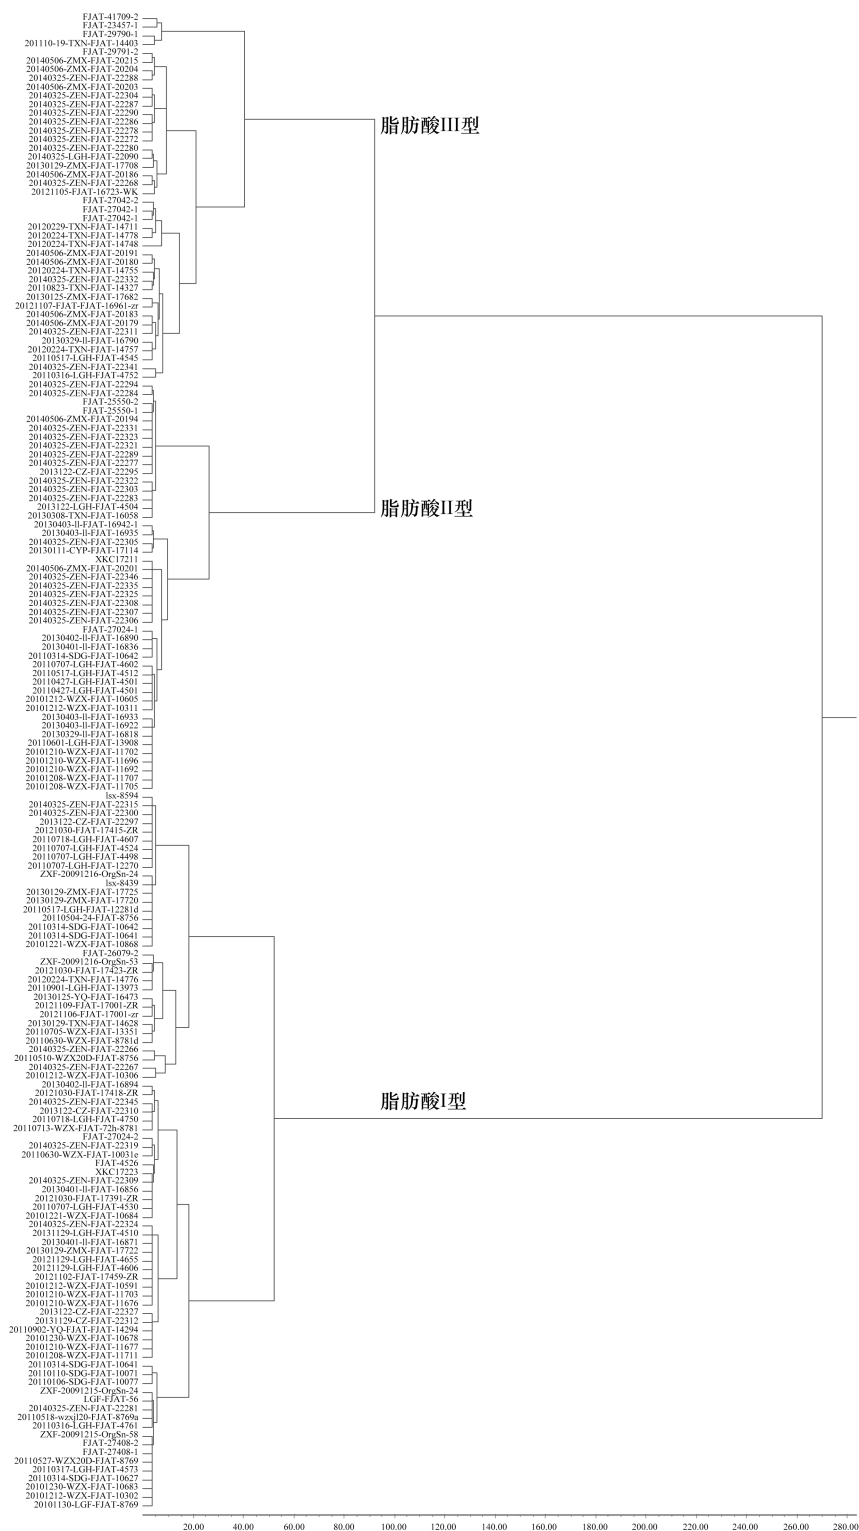 FJAT-41709-2
FJAT-23457-1
FJAT-29790-1
201110-19-TXN-FJAT-14403
FJAT-29791-2
20140506-ZMX-FJAT-20215
20140506-ZMX-FJAT-20204
20140325-ZEN-FJAT-22288
20140506-ZMX-FJAT-20203
20140325-ZEN-FJAT-22304
20140325-ZEN-FJAT-22287
20140325-ZEN-FJAT-22290
20140325-ZEN-FJAT-22286
20140325-ZEN-FJAT-22278
20140325-ZEN-FJAT-22272
20140325-ZEN-FJAT-22280
20140325-LGH-FJAT-22090
20130129-ZMX-FJAT-17708
20140506-ZMX-FJAT-20186
20140325-ZEN-FJAT-22268
20121105-FJAT-16723-WK
FJAT-27042-2
FJAT-27042-1
FJAT-27042-1
20120229-TXN-FJAT-14711
20120224-TXN-FJAT-14778
20120224-TXN-FJAT-14748
20140506-ZMX-FJAT-20191
20140506-ZMX-FJAT-20180
20120224-TXN-FJAT-14755
20140325-ZEN-FJAT-22332
20110823-TXN-FJAT-14327
20130125-ZMX-FJAT-17682
20121107-FJAT-FJAT-16961-zr
20140506-ZMX-FJAT-20183
20140506-ZMX-FJAT-20179
20140325-ZEN-FJAT-22311
20130329-ll-FJAT-16790
20120224-TXN-FJAT-14757
20110517-LGH-FJAT-4545
20140325-ZEN-FJAT-22341
20110316-LGH-FJAT-4752
20140325-ZEN-FJAT-22294
20140325-ZEN-FJAT-22284
FJAT-25550-2
FJAT-25550-1
20140506-ZMX-FJAT-20194
20140325-ZEN-FJAT-22331
20140325-ZEN-FJAT-22323
20140325-ZEN-FJAT-22321
20140325-ZEN-FJAT-22289
20140325-ZEN-FJAT-22277
2013122-CZ-FJAT-22295
20140325-ZEN-FJAT-22322
20140325-ZEN-FJAT-22303
20140325-ZEN-FJAT-22283
2013122-LGH-FJAT-4504
20130308-TXN-FJAT-16058
20130403-ll-FJAT-16942-1
20130403-ll-FJAT-16935
20140325-ZEN-FJAT-22305
20130111-CYP-FJAT-17114
XKC17211
20140506-ZMX-FJAT-20201
20140325-ZEN-FJAT-22346
20140325-ZEN-FJAT-22335
20140325-ZEN-FJAT-22325
20140325-ZEN-FJAT-22308
20140325-ZEN-FJAT-22307
20140325-ZEN-FJAT-22306
FJAT-27024-1
20130402-ll-FJAT-16890
20130401-ll-FJAT-16836
20110314-SDG-FJAT-10642
20110707-LGH-FJAT-4602
20110517-LGH-FJAT-4512
20110427-LGH-FJAT-4501
20110427-LGH-FJAT-4501
20101212-WZX-FJAT-10605
20101212-WZX-FJAT-10311
20130403-ll-FJAT-16933
20130403-ll-FJAT-16922
20130329-ll-FJAT-16818
20110601-LGH-FJAT-13908
20101210-WZX-FJAT-11702
20101210-WZX-FJAT-11696
20101210-WZX-FJAT-11692
20101208-WZX-FJAT-11707
20101208-WZX-FJAT-11705
lsx-8594
20140325-ZEN-FJAT-22315
20140325-ZEN-FJAT-22300
2013122-CZ-FJAT-22297
20121030-FJAT-17415-ZR
20110718-LGH-FJAT-4607
20110707-LGH-FJAT-4524
20110707-LGH-FJAT-4498
20110707-LGH-FJAT-12270
ZXF-20091216-OrgSn-24
lsx-8439
20130129-ZMX-FJAT-17725
20130129-ZMX-FJAT-17720
20110517-LGH-FJAT-12281d
20110504-24-FJAT-8756
20110314-SDG-FJAT-10642
20110314-SDG-FJAT-10641
20101221-WZX-FJAT-10868
FJAT-26079-2
ZXF-20091216-OrgSn-53
20121030-FJAT-17423-ZR
20120224-TXN-FJAT-14776
20110901-LGH-FJAT-13973
20130125-YQ-FJAT-16473
20121109-FJAT-17001-ZR
20121106-FJAT-17001-zr
20130129-TXN-FJAT-14628
20110705-WZX-FJAT-13351
20110630-WZX-FJAT-8781d
20140325-ZEN-FJAT-22266
20110510-WZX20D-FJAT-8756
20140325-ZEN-FJAT-22267
20101212-WZX-FJAT-10306
20130402-ll-FJAT-16894
20121030-FJAT-17418-ZR
20140325-ZEN-FJAT-22345
2013122-CZ-FJAT-22310
20110718-LGH-FJAT-4750
20110713-WZX-FJAT-72h-8781
FJAT-27024-2
20140325-ZEN-FJAT-22319
20110630-WZX-FJAT-10031e
FJAT-4526
XKC17223
20140325-ZEN-FJAT-22309
20130401-ll-FJAT-16856
20121030-FJAT-17391-ZR
20110707-LGH-FJAT-4530
20101221-WZX-FJAT-10684
20140325-ZEN-FJAT-22324
20131129-LGH-FJAT-4510
20130401-ll-FJAT-16871
20130129-ZMX-FJAT-17722
20121129-LGH-FJAT-4655
20121129-LGH-FJAT-4606
20121102-FJAT-17459-ZR
20101212-WZX-FJAT-10591
20101210-WZX-FJAT-11703
20101210-WZX-FJAT-11676
2013122-CZ-FJAT-22327
20131129-CZ-FJAT-22312
20110902-YQ-FJAT-FJAT-14294
20101230-WZX-FJAT-10678
20101210-WZX-FJAT-11677
20101208-WZX-FJAT-11711
20110314-SDG-FJAT-10641
20110110-SDG-FJAT-10071
20110106-SDG-FJAT-10077
ZXF-20091215-OrgSn-24
LGF-FJAT-56
20140325-ZEN-FJAT-22281
20110518-wzxjl20-FJAT-8769a
20110316-LGH-FJAT-4761
ZXF-20091215-OrgSn-58
FJAT-27408-2
FJAT-27408-1
20110527-WZX20D-FJAT-8769
20110317-LGH-FJAT-4573
20110314-SDG-FJAT-10627
20101230-WZX-FJAT-10683
20101212-WZX-FJAT-10302
20101130-LGF-FJAT-8769
脂肪酸III型
脂肪酸II型
脂肪酸I型
20.00 40.00 60.00 80.00 100.00 120.00 140.00 160.00 180.00 200.00 220.00 240.00 260.00 280.00